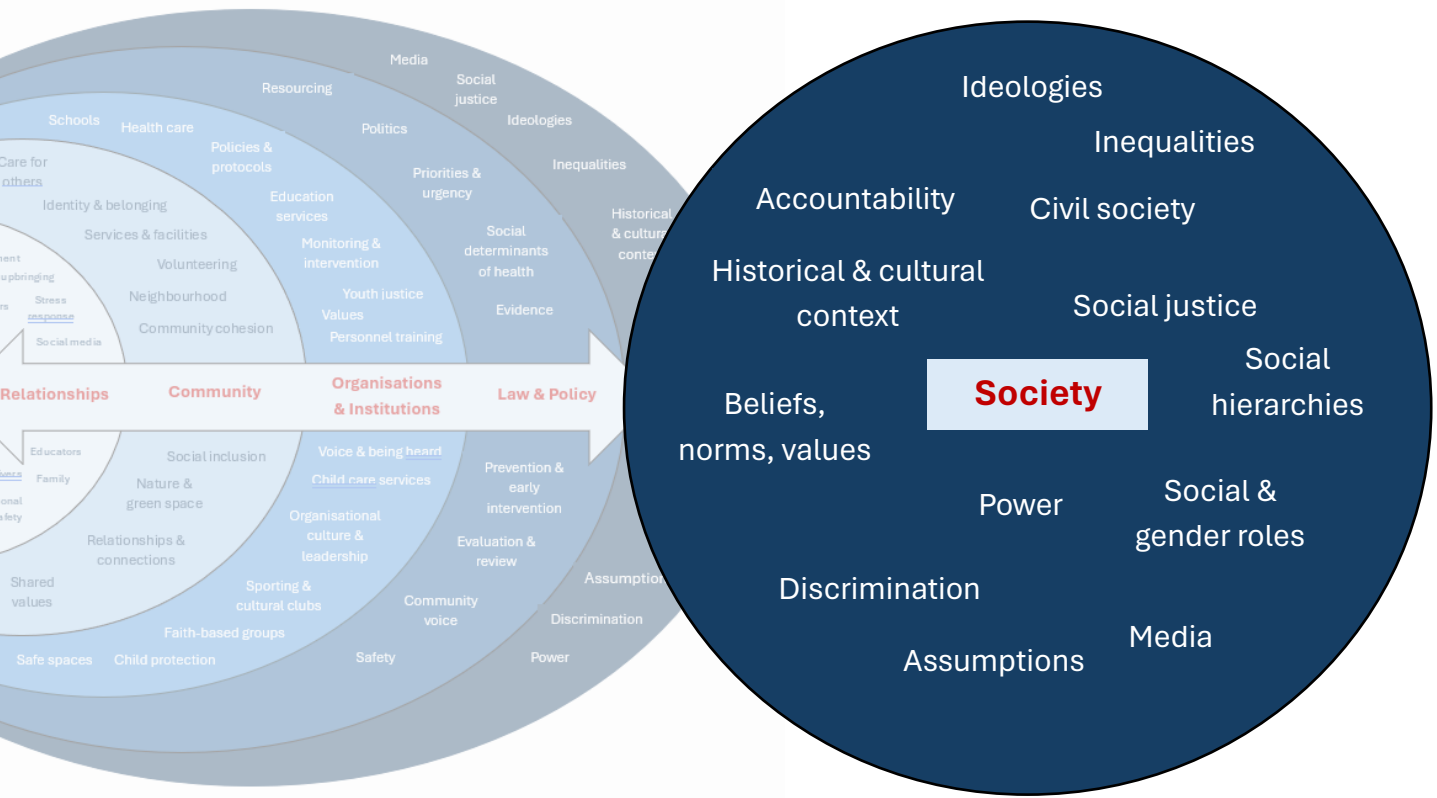 Media
Social
justice
Ideologies
Inequalities
Historical
& cultural
Resourcing
Politics
Priorities &
urgency
Social
determinants
of health
Evidence
Schools
Health care
Policies &
protocols
Education
services
Monitoring &
intervention
Youth justice
Values
Personnel training
Care for
others
Identity & belonging
Services & facilities
Volunteering
Neighbourhood
Community cohesion
upbringing
Stress
response
Social media
Relationships
Community
Organisations
& Institutions
Law & Policy
Educators
Family
Social inclusion
Nature &
green space
Relationships &
connections
Shared
values
Voice & being heard
Child care services
Organisational
culture &
leadership
Sporting &
cultural clubs
Faith-based groups
Safe spaces
Child protection
Prevention &
early
intervention
Evaluation &
review
Community
voice
Safety
Assumption
Discrimination
Power
Ideologies
Inequalities
Accountability
Civil society
Historical & cultural
context
Social justice
Society
Social
hierarchies
Beliefs,
norms, values
Power
Social &
gender roles
Discrimination
Media
Assumptions